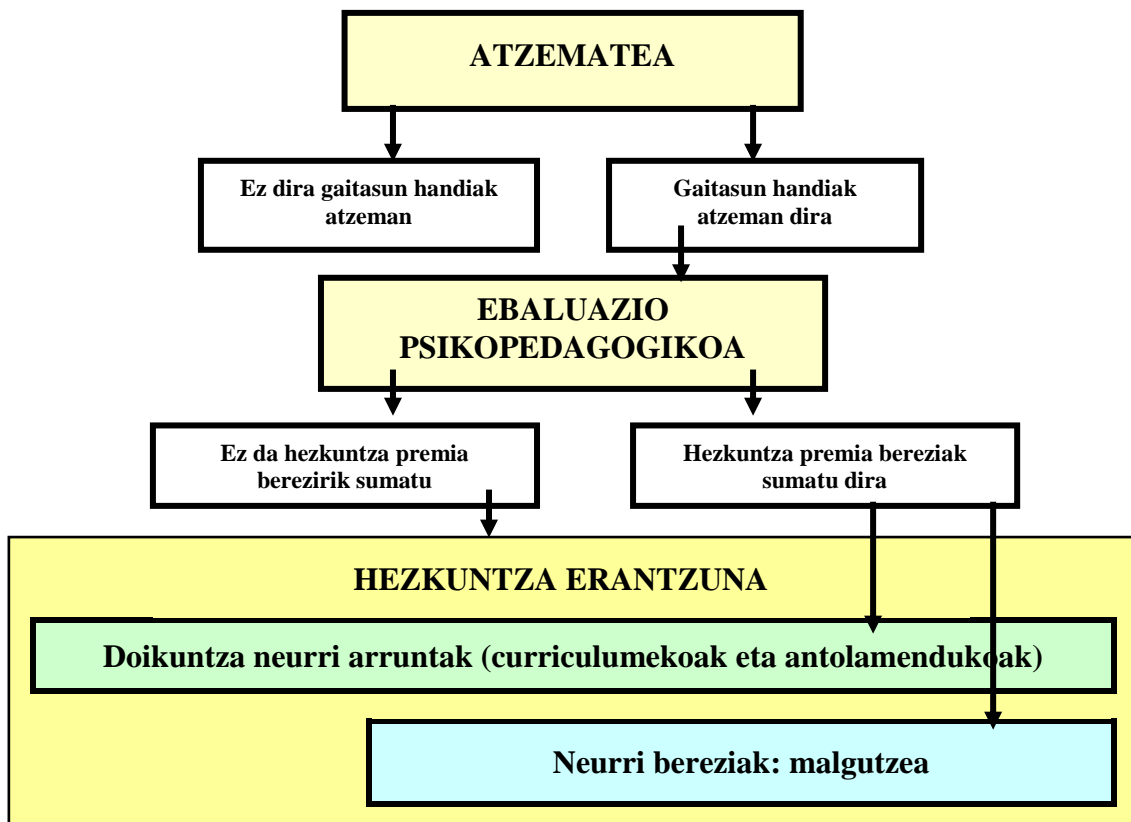 ATZEMATEA
Ez dira gaitasun handiak
atzeman
Gaitasun handiak
atzeman dira
EBALUAZIO
PSIKOPEDAGOGIKOA
Ez da hezkuntza premia
berezirik sumatu
Hezkuntza premia bereziak
sumatu dira
HEZKUNTZA ERANTZUNA
Doikuntza neurri arruntak (curriculumekoak eta antolamendukoak)
Neurri bereziak: malgutzea